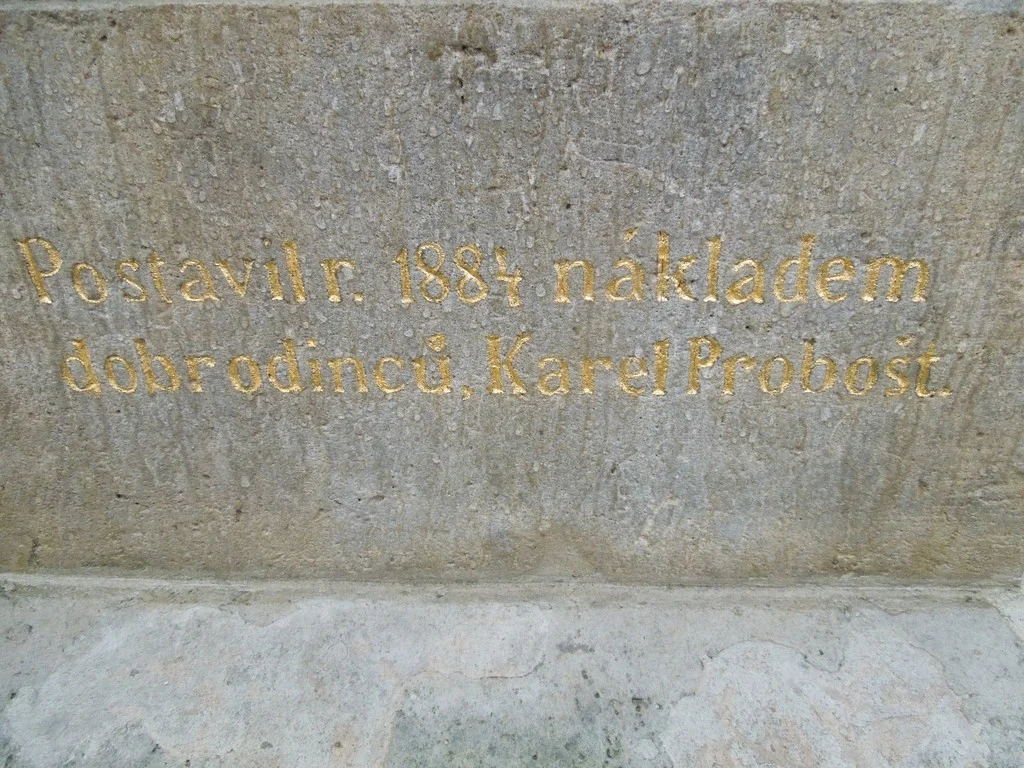 Postavil r. 1884 nákladem
dobrodinců, Karel Probošt.